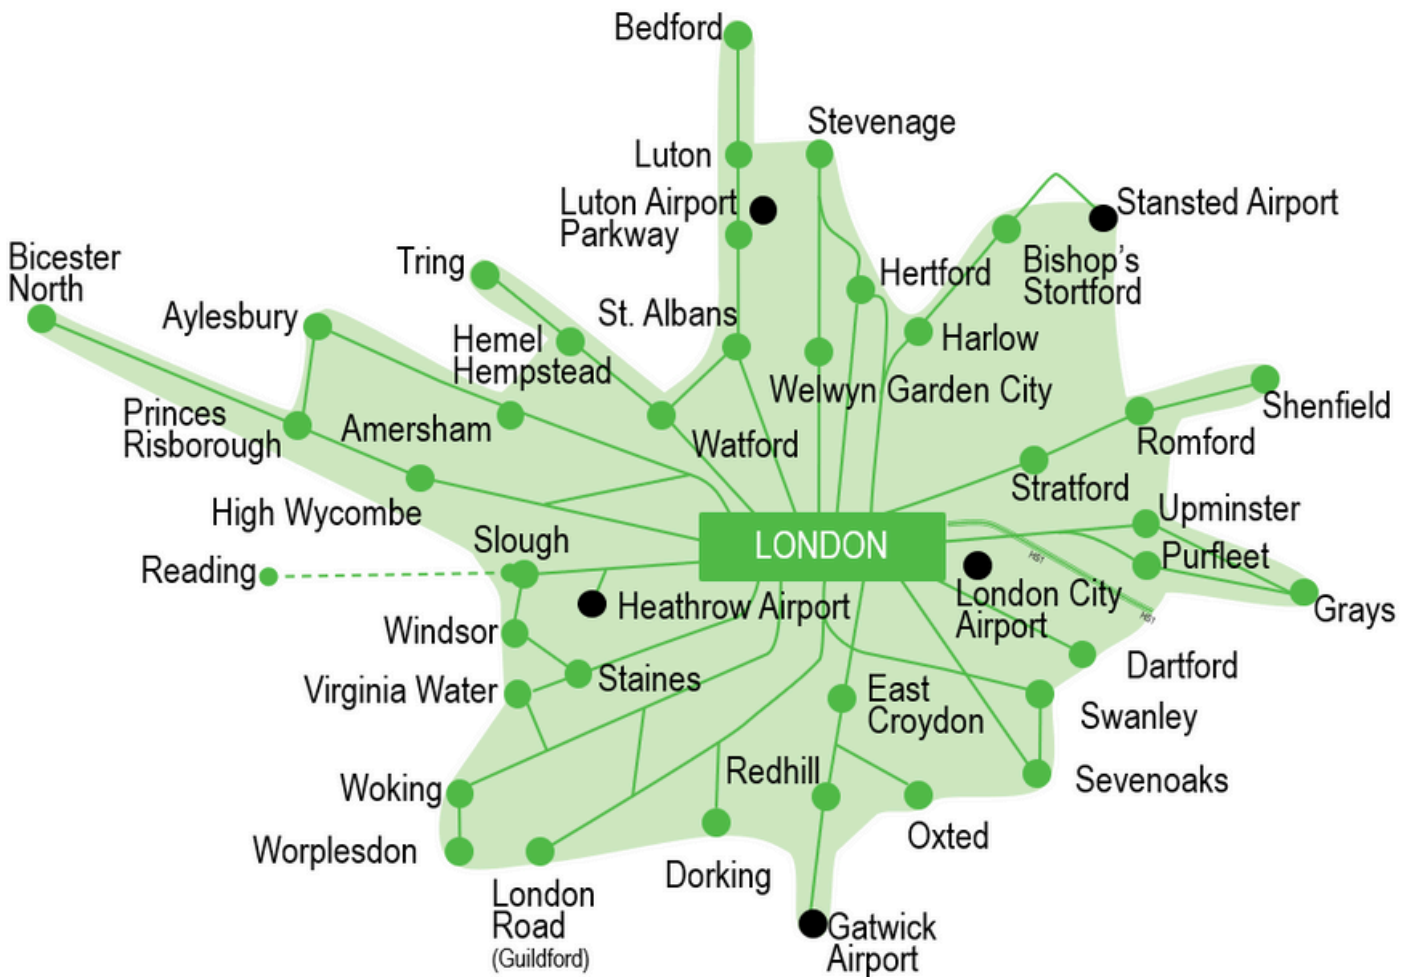 Bedford
Stevenage
Luton
Luton Airport
Parkway
Stansted Airport
Bicester
North
Tring
Hertford
Bishop's
Stortford
Aylesbury
St. Albans
Hemel
Hempstead
Harlow
Welwyn Garden City
Shenfield
Princes
Risborough
Amersham
Watford
Romford
Stratford
High Wycombe
Upminster
Slough
LONDON
Purfleet
HS1
Reading
Heathrow Airport
London City
Airport
Grays
HS1
Windsor
Dartford
Virginia Water
Staines
East
Croydon
Swanley
Redhill
Woking
Sevenoaks
Oxted
Worplesdon
Dorking
London
Road
(Guildford)
Gatwick
Airport